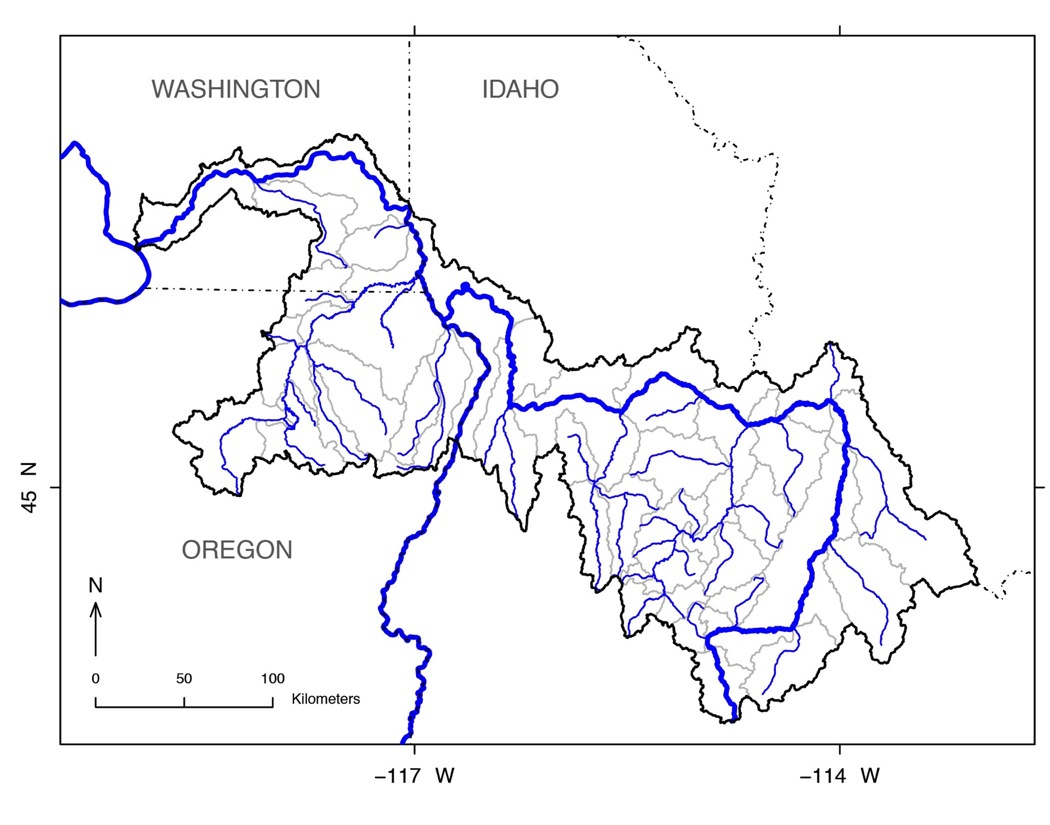 WASHINGTON
IDAHO
45 N
OREGON
N
0 50 100
Kilometers
−117 W
−114 W